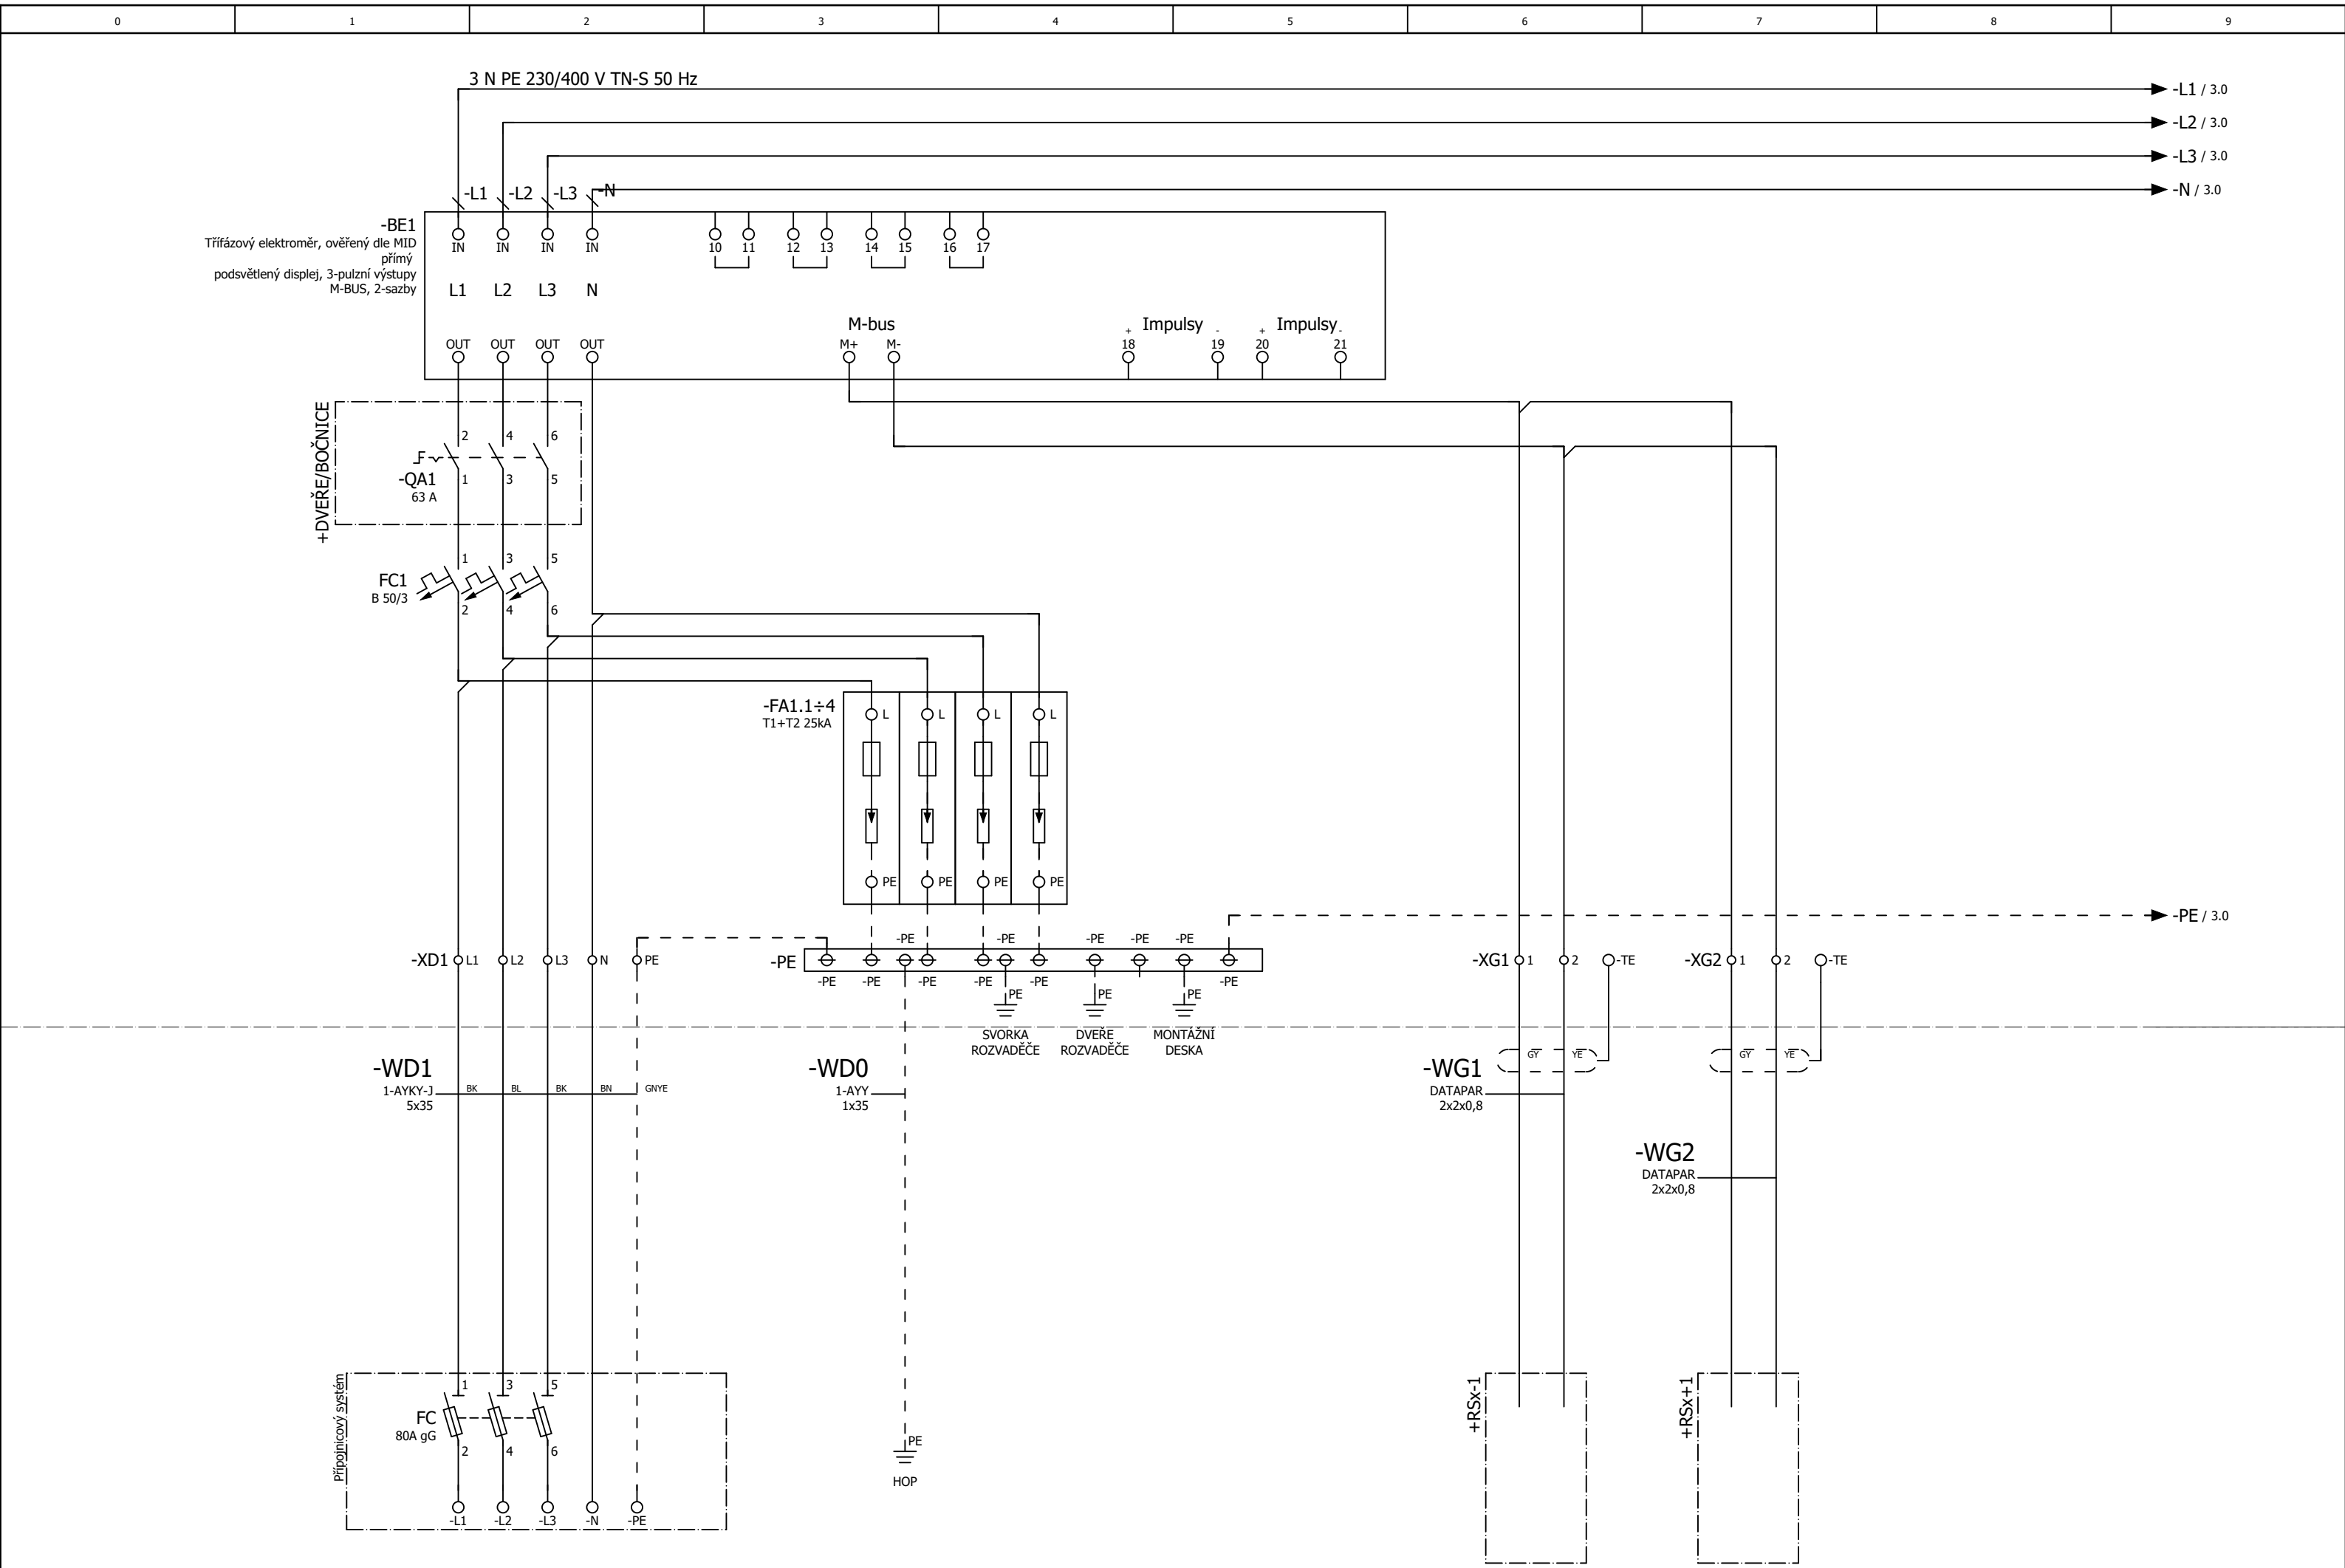 0 1 2 3 4 5 6 7 8 9
3 N PE 230/400 V TN-S 50 Hz
-L1 / 3.0
-L2 / 3.0
-L3 / 3.0
-N / 3.0
-L1 -L2 -L3 -N
-BE1
Třífázový elektroměr, ověřený dle MID
přímý
podsvětlený displej, 3-pulzní výstupy
M-BUS, 2-sazby
IN IN IN IN 10 11 12 13 14 15 16 17
L1 L2 L3 N
M-bus + Impulsy - + Impulsy -
OUT OUT OUT OUT M+ M- 18 19 20 21
+DVEŘE/BOČNICE
2 4 6
-QA1
63 A
1 3 5
1 3 5
FC1
B 50/3
2 4 6
-FA1.1÷4
T1+T2 25kA
L L L L
PE PE PE PE
-PE / 3.0
-PE -PE -PE -PE -PE
-XD1 L1 L2 L3 N PE
-PE
-XG1 1 2 -TE
-XG2 1 2 -TE
-PE -PE -PE -PE -PE -PE
PE PE PE
SVORKA
ROZVADĚČE
DVEŘE
ROZVADĚČE
MONTÁŽNÍ
DESKA
-WD1
1-AYKY-J
5x35
BK BL BK BN GNYE
-WD0
1-AYY
1x35
-WG1
DATAPAR
2x2x0,8
GY YE
GY YE
-WG2
DATAPAR
2x2x0,8
Přípojnicový systém
1 3 5
FC
80A gG
2 4 6
-L1 -L2 -L3 -N -PE
PE
HOP
+RSx-1
+RSx+1